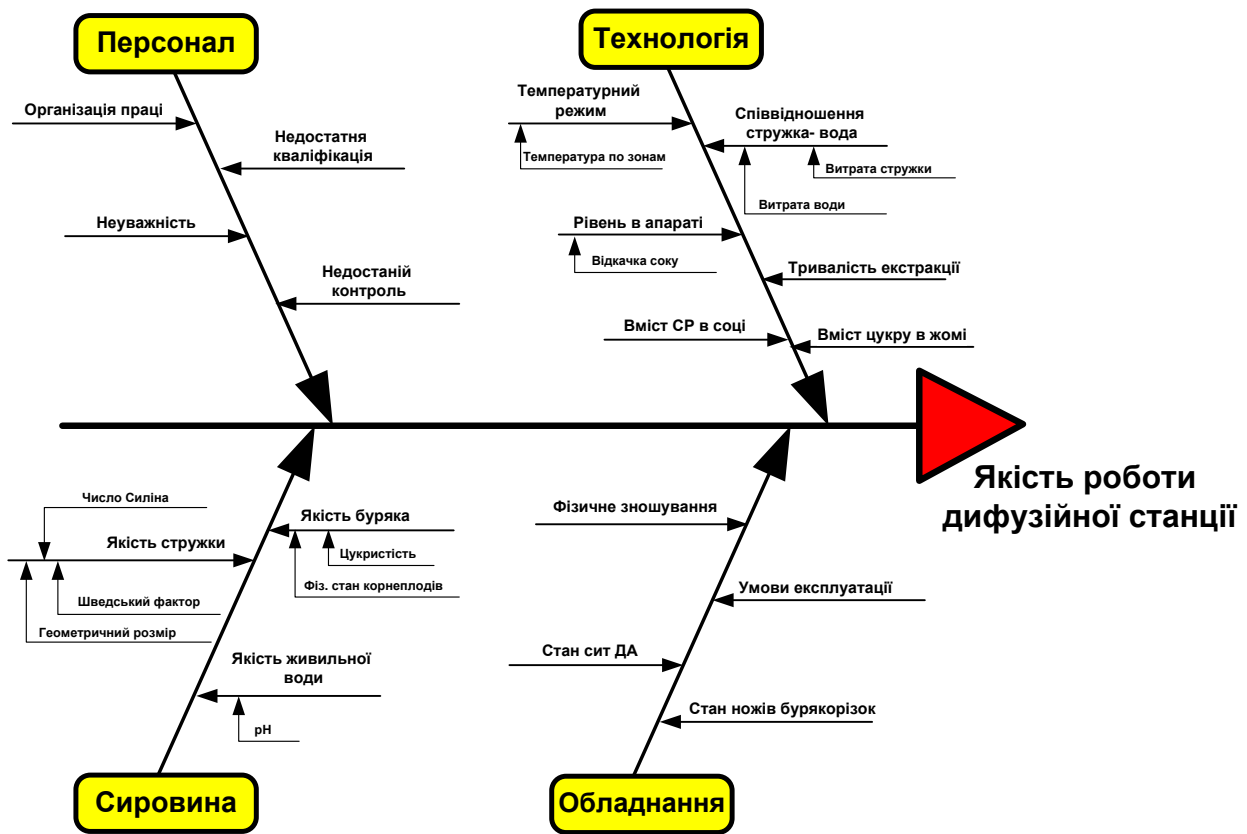 Персонал
Технологія
Організація праці
Недостатня
кваліфікація
Неуважність
Недостаній
контроль
Температурний
режим
Температура по зонам
Співвідношення
стружка- вода
Витрата стружки
Витрата води
Рівень в апараті
Відкачка соку
Тривалість екстракції
Вміст СР в соці
Вміст цукру в жомі
Якість роботи
дифузійної станції
Число Силіна
Якість стружки
Шведський фактор
Геометричний розмір
Якість буряка
Цукристість
Фіз. стан корнеплодів
Якість живильної
води
pH
Фізичне зношування
Умови експлуатації
Стан сит ДА
Стан ножів бурякорізок
Сировина
Обладнання